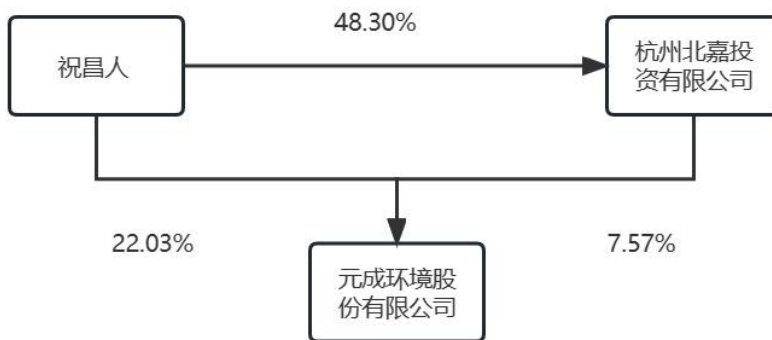 48.30%
祝昌人
杭州北嘉投
资有限公司
22.03%
7.57%
元成环境股
份有限公司